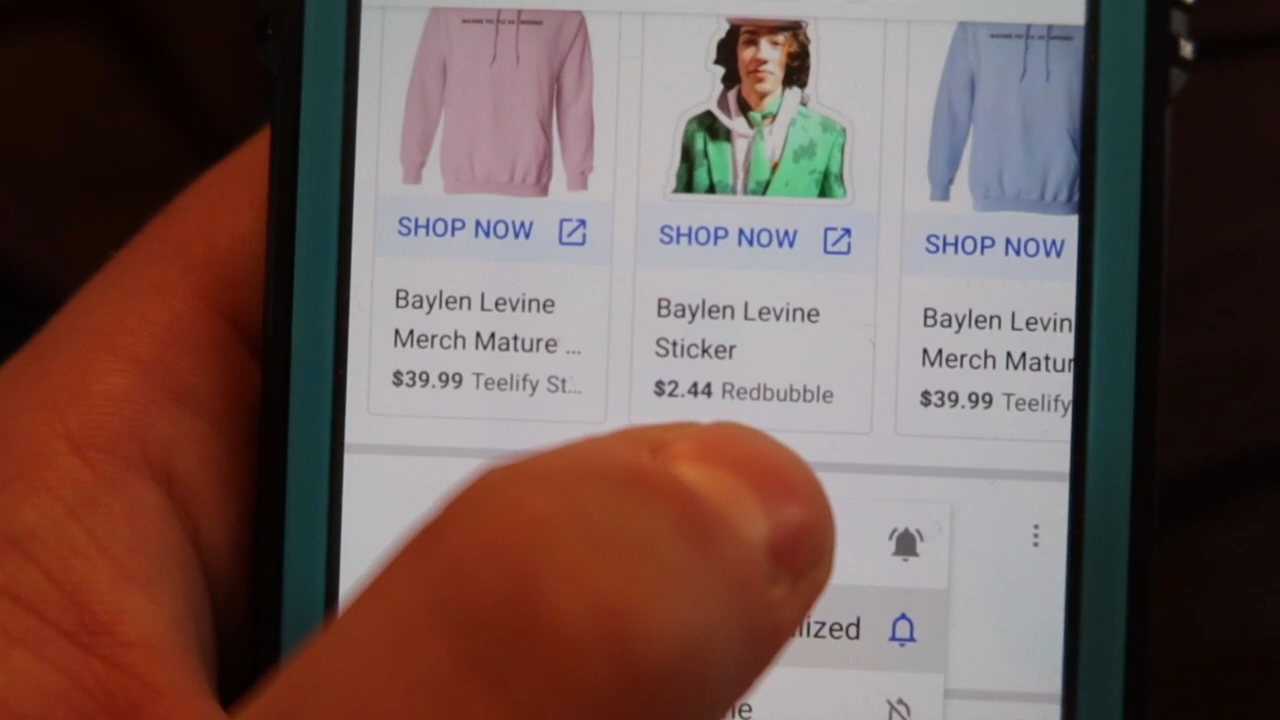 SHOP NOW
Baylen Levine
Merch Mature ...
$39.99 Teelify St...
SHOP NOW
Baylen Levine
Sticker
$2.44 Redbubble
SHOP NOW
Baylen Levin
Merch Matur
$39.99 Teelify
lized